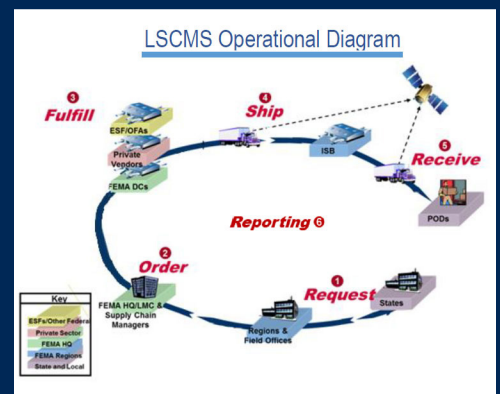 LSCMS Operational Diagram
3
Fulfill
ESF/OFAs
Private
Vendors
FEMA DCs
4
Ship
ISB
5
Receive
PODs
Reporting 6
2
Order
FEMA HQ/LMC &
Supply Chain
Managers
1
Request
States
Regions &
Field Offices
Key
ESFs/Other Federal
Private Sector
FEMA HQ
FEMA Regions
State and Local